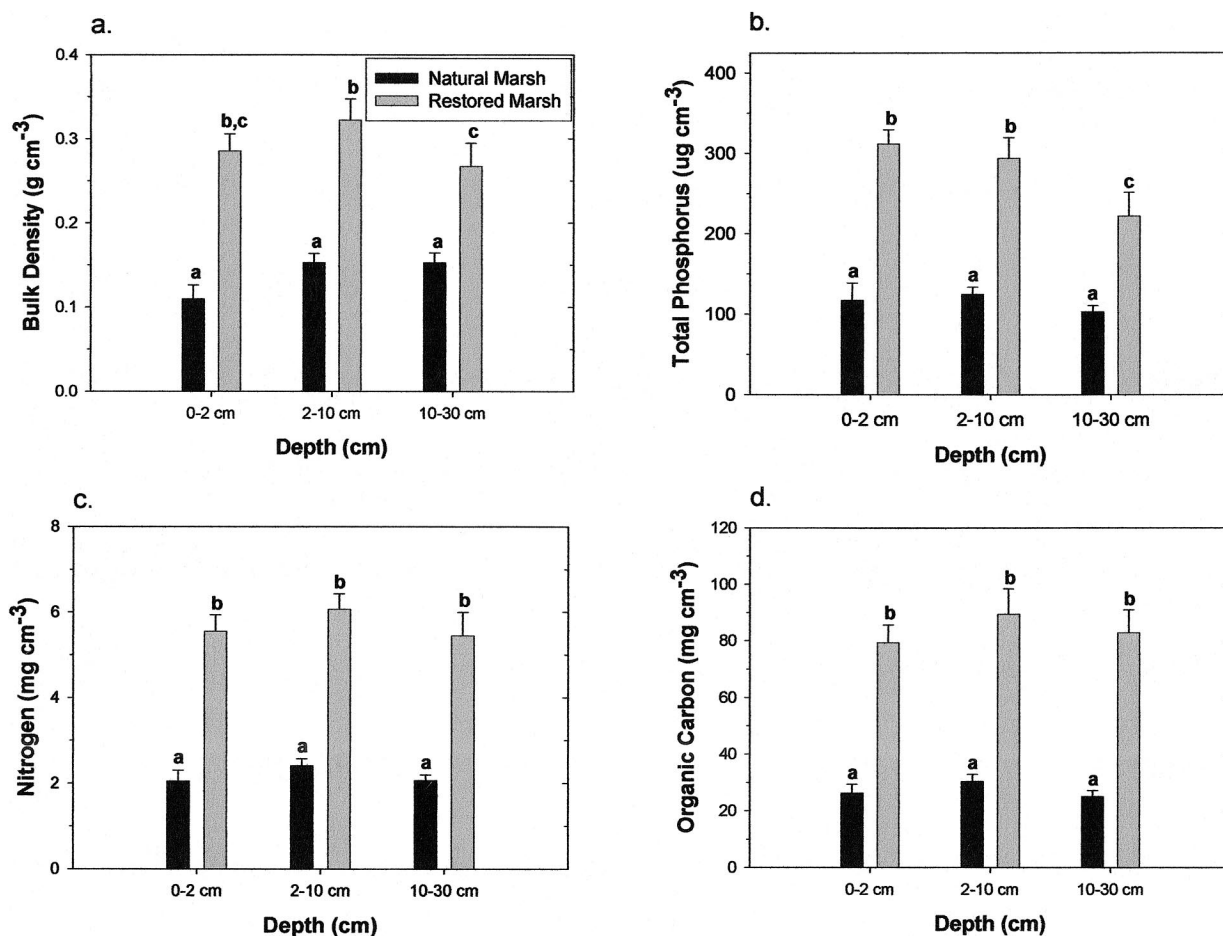 a.
Bulk Density (g cm-3)
0.4
0.3
0.2
0.1
0.0
Natural Marsh
Restored Marsh
a
b,c
a
b
a
c
0-2 cm
2-10 cm
10-30 cm
Depth (cm)
b.
Total Phosphorus (ug cm-3)
400
300
200
100
0
a
b
a
b
a
c
0-2 cm
2-10 cm
10-30 cm
Depth (cm)
c.
Nitrogen (mg cm-3)
8
6
4
2
0
a
b
a
b
a
b
0-2 cm
2-10 cm
10-30 cm
Depth (cm)
d.
Organic Carbon (mg cm-3)
120
100
80
60
40
20
0
a
b
a
b
a
b
0-2 cm
2-10 cm
10-30 cm
Depth (cm)